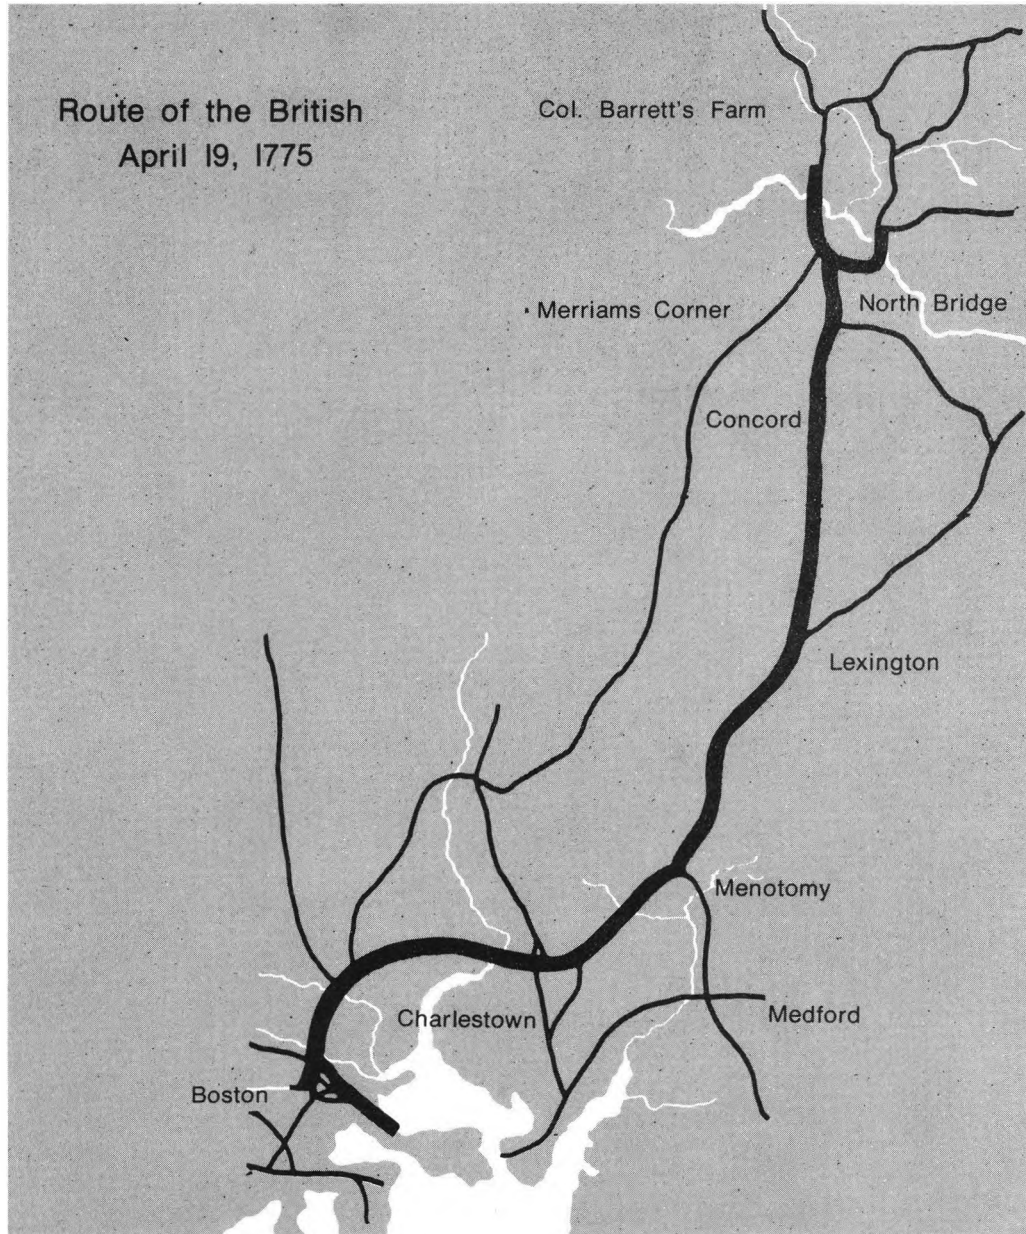 Route of the British
April 19, 1775
Col. Barrett's Farm
Merriams Corner
North Bridge
Concord
Lexington
Menotomy
Charlestown
Medford
Boston